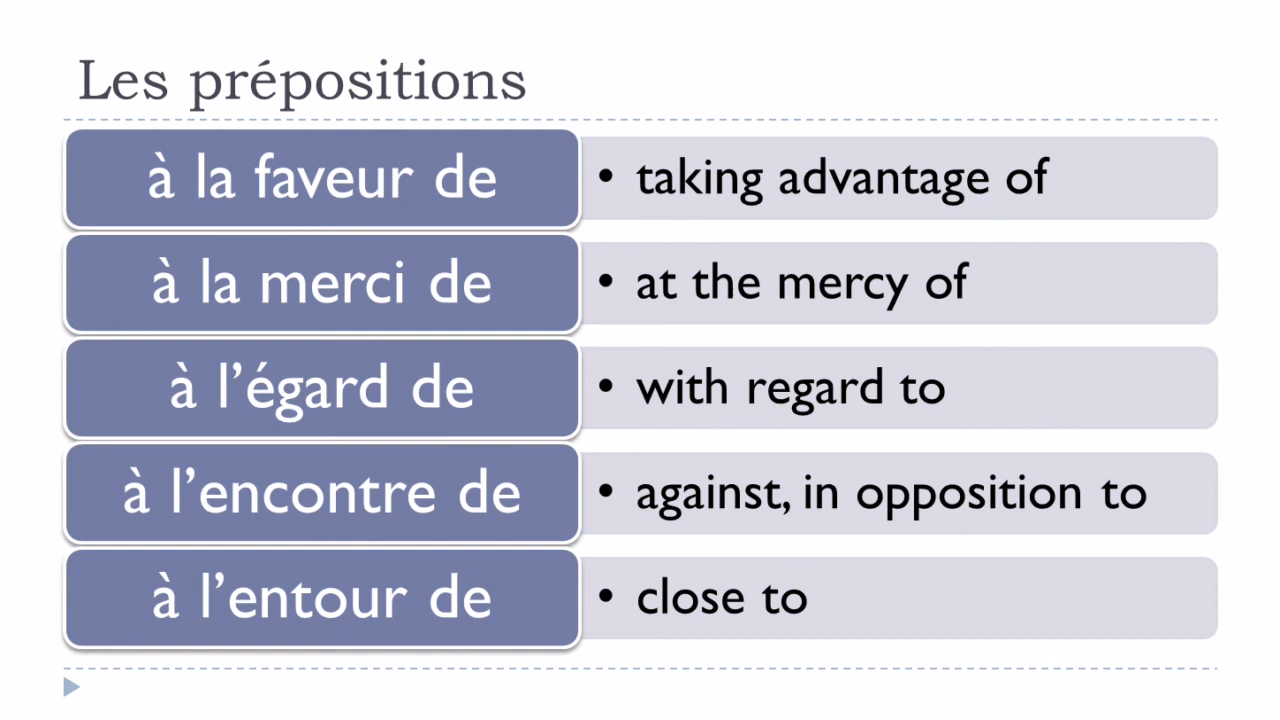 Les prépositions
à la faveur de
• taking advantage of
à la merci de
• at the mercy of
à l’égard de
• with regard to
à l’encontre de
• against, in opposition to
à l’entour de
• close to